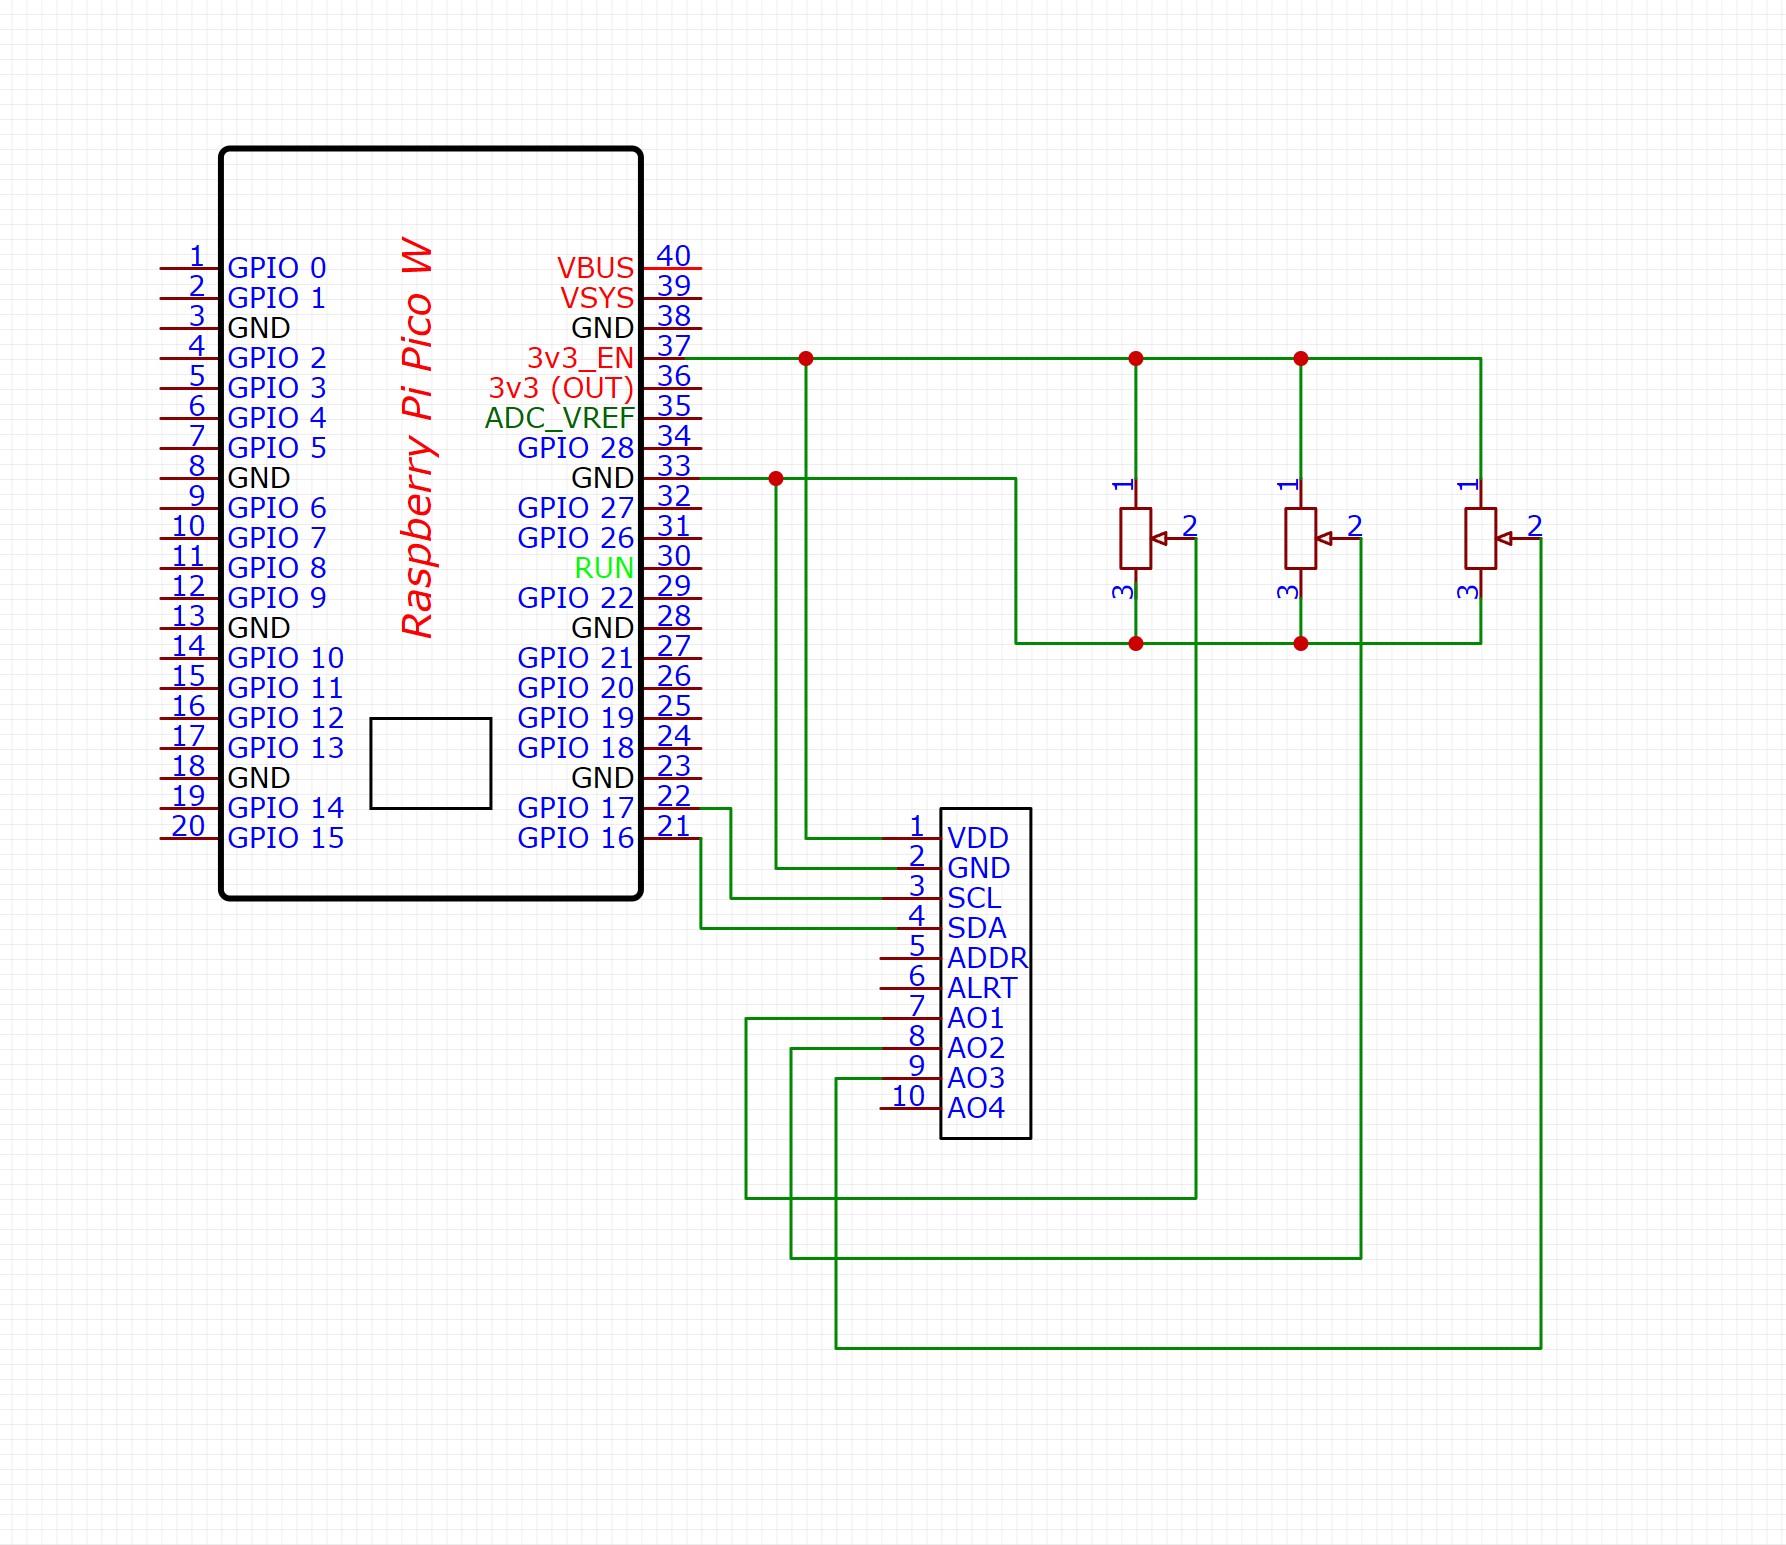 Raspberry Pi Pico W
1 GPIO 0
2 GPIO 1
3 GND
4 GPIO 2
5 GPIO 3
6 GPIO 4
7 GPIO 5
8 GND
9 GPIO 6
10 GPIO 7
11 GPIO 8
12 GPIO 9
13 GND
14 GPIO 10
15 GPIO 11
16 GPIO 12
17 GPIO 13
18 GND
19 GPIO 14
20 GPIO 15
VBUS 40
VSYS 39
GND 38
3v3_EN 37
3v3 (OUT) 36
ADC_VREF 35
GPIO 28 34
GND 33
GPIO 27 32
GPIO 26 31
RUN 30
GPIO 22 29
GND 28
GPIO 21 27
GPIO 20 26
GPIO 19 25
GPIO 18 24
GND 23
GPIO 17 22
GPIO 16 21
1
2
3
1
2
3
1
2
3
1 VDD
2 GND
3 SCL
4 SDA
5 ADDR
6 ALRT
7 AO1
8 AO2
9 AO3
10 AO4